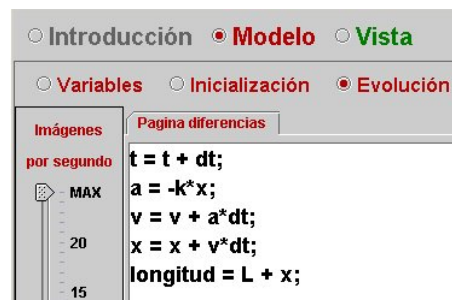 Introducción Modelo Vista
Variables Inicialización Evolución
Imágenes
por segundo
MAX
20
15
Pagina diferencias
t = t + dt;
a = -k*x;
v = v + a*dt;
x = x + v*dt;
longitud = L + x;